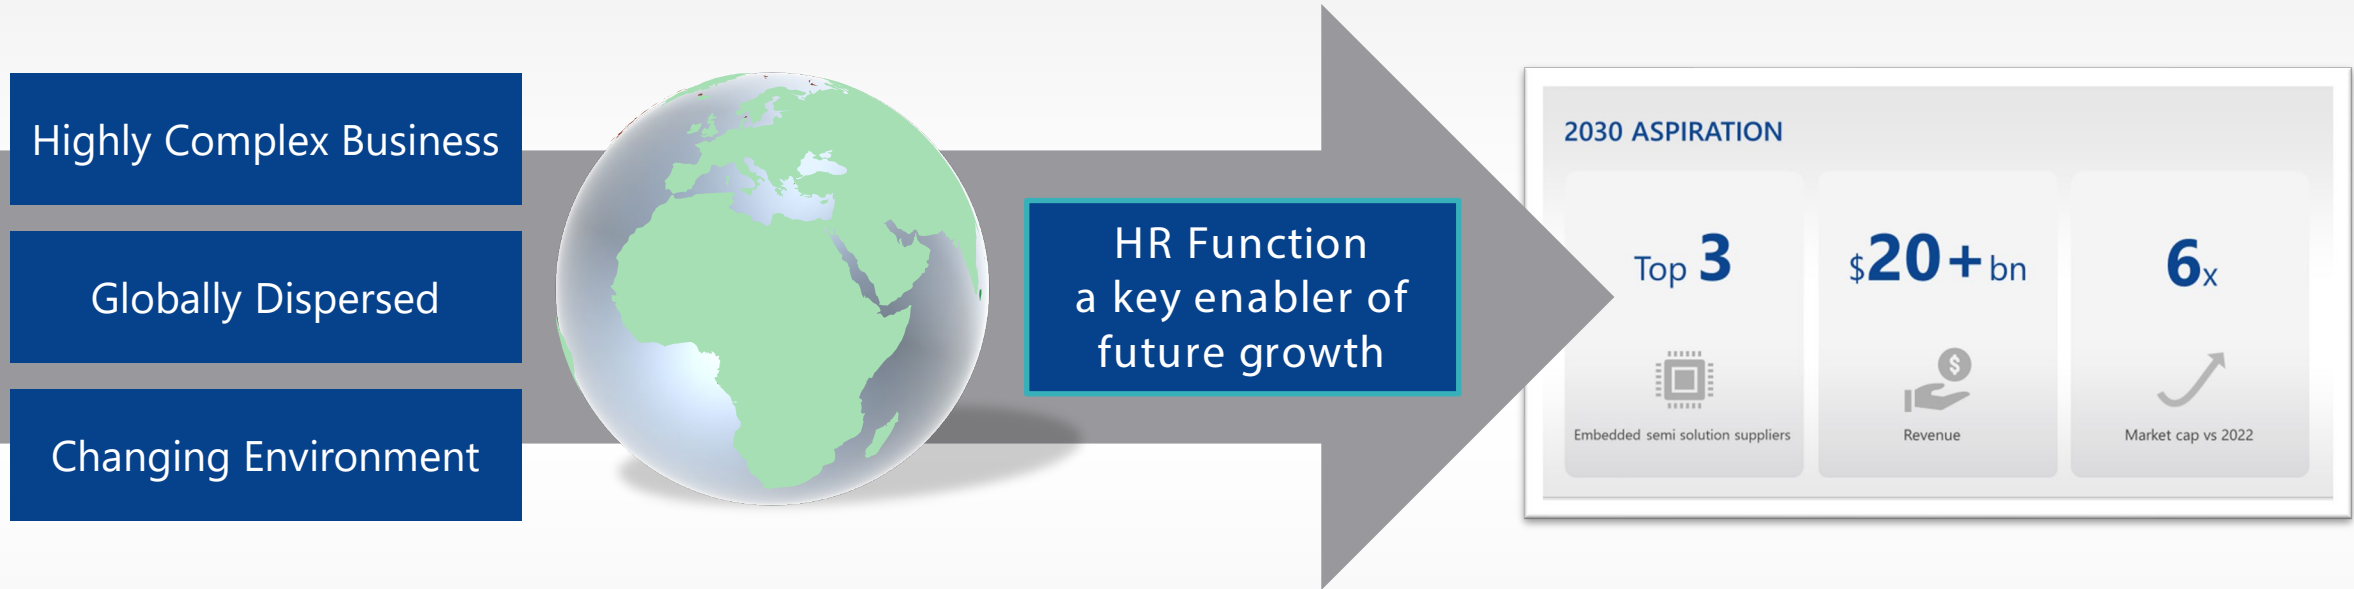 Highly Complex Business
Globally Dispersed
Changing Environment
HR Function
a key enabler of
future growth
2030 ASPIRATION
Top 3
Embedded semi solution suppliers
$20+bn
Revenue
6x
Market cap vs 2022